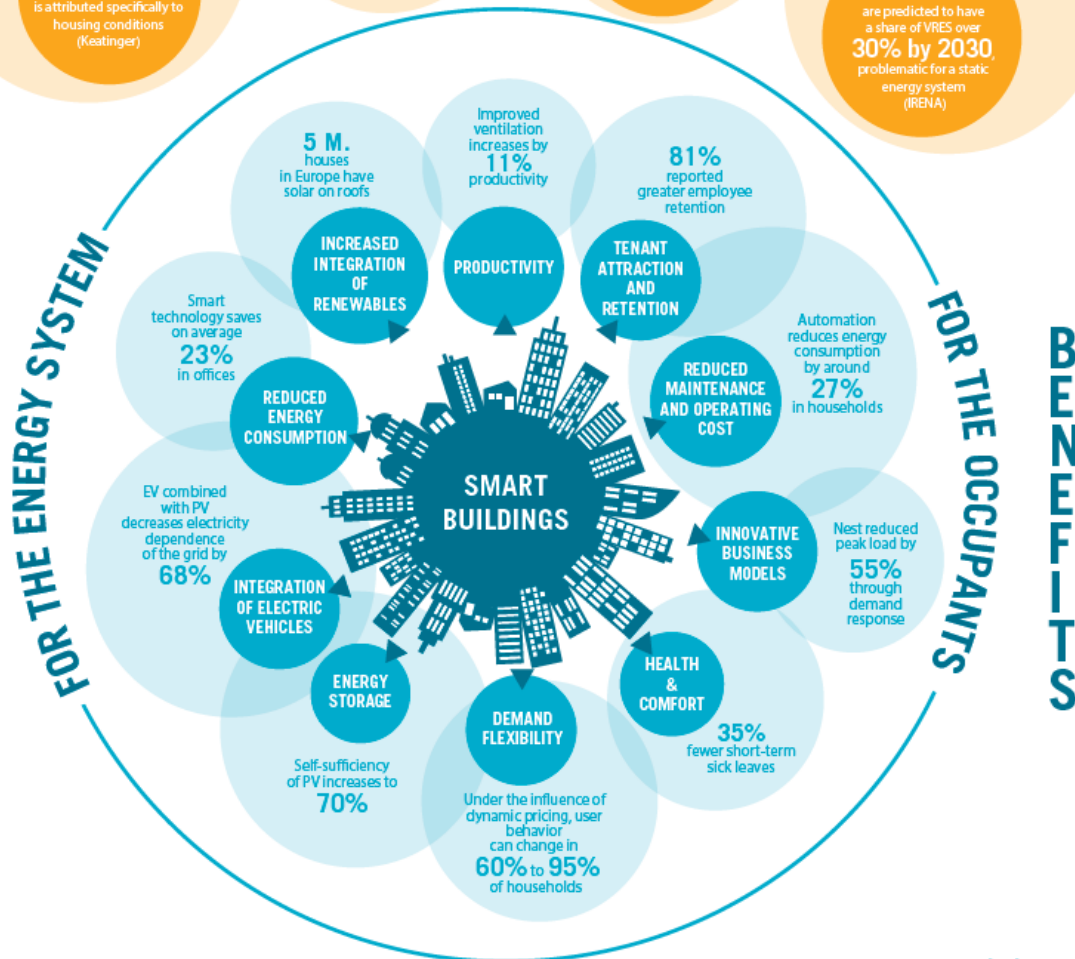 is attributed specifically to
housing conditions
(Keatinger)
are predicted to have
a share of VRES over
30% by 2030,
problematic for a static
energy system
(IRENA)
FOR THE ENERGY SYSTEM
FOR THE OCCUPANTS
BENEFITS
SMART
BUILDINGS
5 M.
houses
in Europe have
solar on roofs
INCREASED
INTEGRATION
OF
RENEWABLES
Improved
ventilation
increases by
11%
productivity
PRODUCTIVITY
81%
reported
greater employee
retention
TENANT
ATTRACTION
AND
RETENTION
Automation
reduces energy
consumption
by around
27%
in households
REDUCED
MAINTENANCE
AND OPERATING
COST
Nest reduced
peak load by
55%
through
demand
response
INNOVATIVE
BUSINESS
MODELS
HEALTH
&
COMFORT
35%
fewer short-term
sick leaves
DEMAND
FLEXIBILITY
Under the influence of
dynamic pricing, user
behavior
can change in
60% to 95%
of households
ENERGY
STORAGE
Self-sufficiency
of PV increases to
70%
EV combined
with PV
decreases electricity
dependence
of the grid by
68%
INTEGRATION
OF ELECTRIC
VEHICLES
Smart
technology saves
on average
23%
in offices
REDUCED
ENERGY
CONSUMPTION